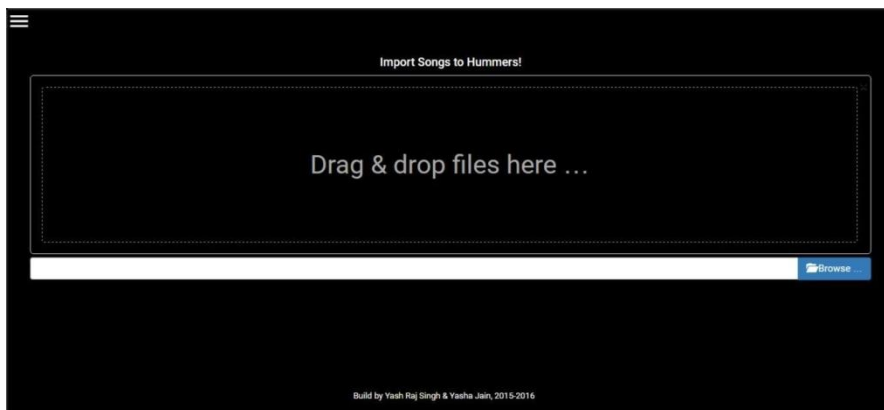 Import Songs to Hummers!
Drag & drop files here ...
Browse ...
Build by Yash Raj Singh & Yasha Jain, 2015-2016